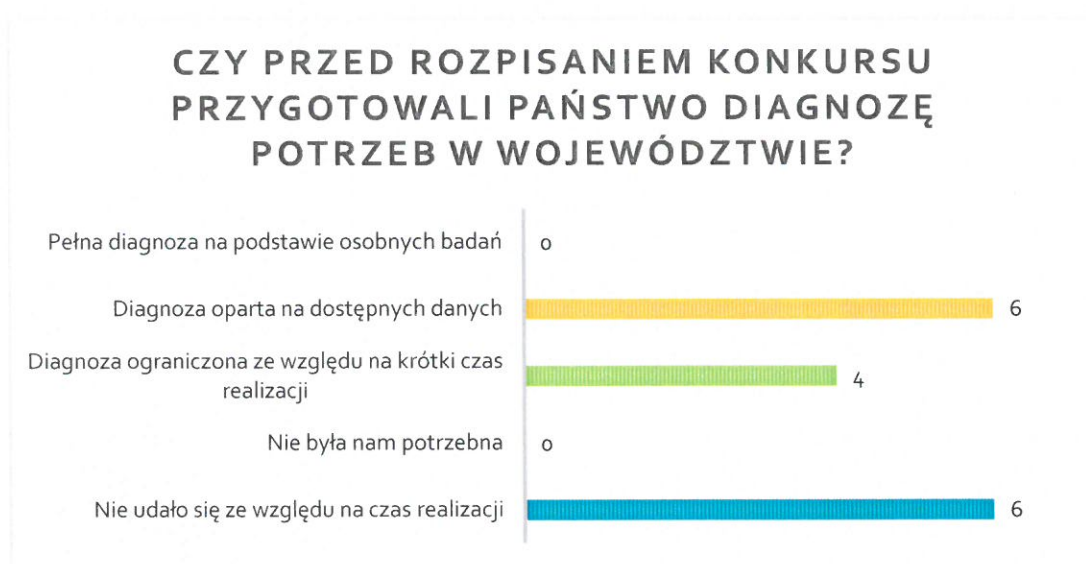 CZY PRZED ROZPISANIEM KONKURSU
PRZYGOTOWALI PAŃSTWO DIAGNOZĘ
POTRZEB W WOJEWÓDZTWIE?
Pełna diagnoza na podstawie osobnych badań 0
Diagnoza oparta na dostępnych danych 6
Diagnoza ograniczona ze względu na krótki czas
realizacji 4
Nie była nam potrzebna 0
Nie udało się ze względu na czas realizacji 6